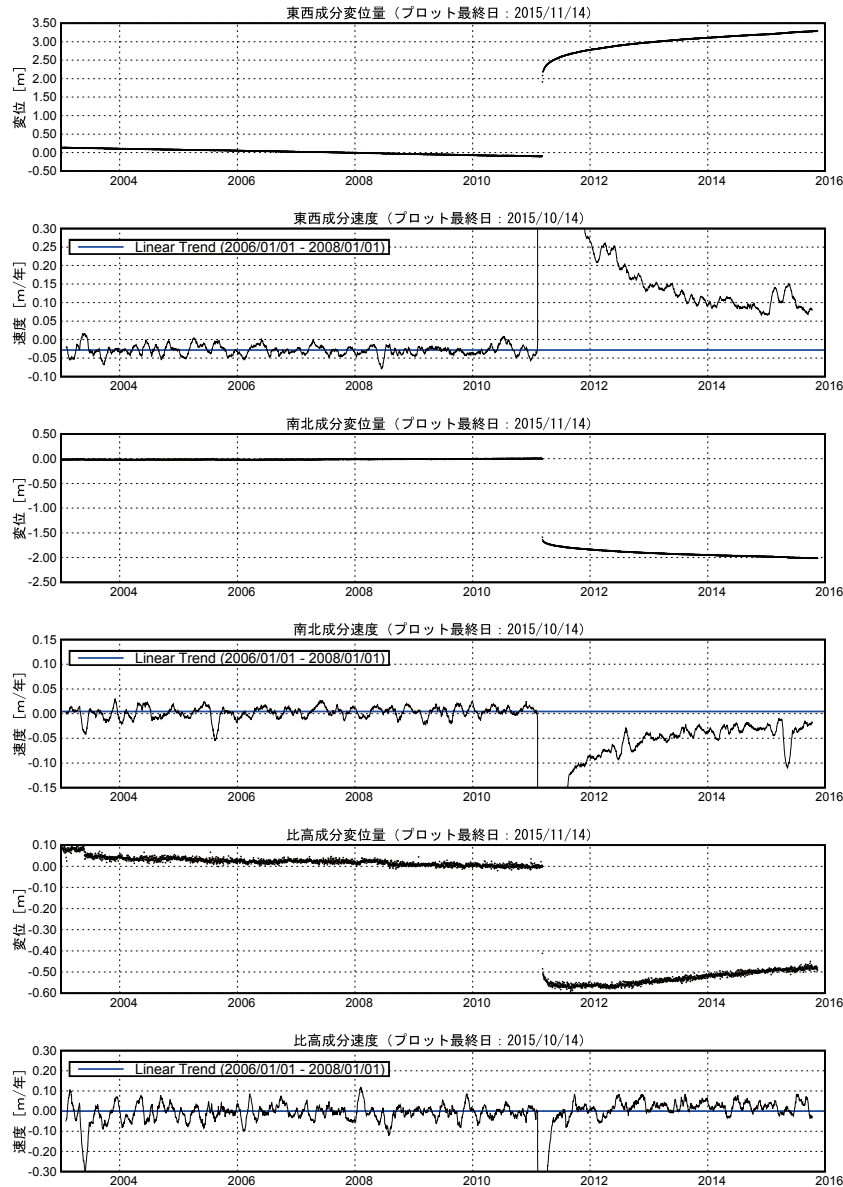 東西成分変位量（プロット最終日：2015/11/14）
変位 [m]
3.50
3.00
2.50
2.00
1.50
1.00
0.50
0.00
-0.50
2004 2006 2008 2010 2012 2014 2016
東西成分速度（プロット最終日：2015/10/14）
速度 [m/年]
Linear Trend (2006/01/01 - 2008/01/01)
0.30
0.25
0.20
0.15
0.10
0.05
0.00
-0.05
-0.10
2004 2006 2008 2010 2012 2014 2016
南北成分変位量（プロット最終日：2015/11/14）
変位 [m]
0.50
0.00
-0.50
-1.00
-1.50
-2.00
-2.50
2004 2006 2008 2010 2012 2014 2016
南北成分速度（プロット最終日：2015/10/14）
速度 [m/年]
Linear Trend (2006/01/01 - 2008/01/01)
0.15
0.10
0.05
0.00
-0.05
-0.10
-0.15
2004 2006 2008 2010 2012 2014 2016
比高成分変位量（プロット最終日：2015/11/14）
変位 [m]
0.10
0.00
-0.10
-0.20
-0.30
-0.40
-0.50
-0.60
2004 2006 2008 2010 2012 2014 2016
比高成分速度（プロット最終日：2015/10/14）
速度 [m/年]
Linear Trend (2006/01/01 - 2008/01/01)
0.30
0.20
0.10
0.00
-0.10
-0.20
-0.30
2004 2006 2008 2010 2012 2014 2016